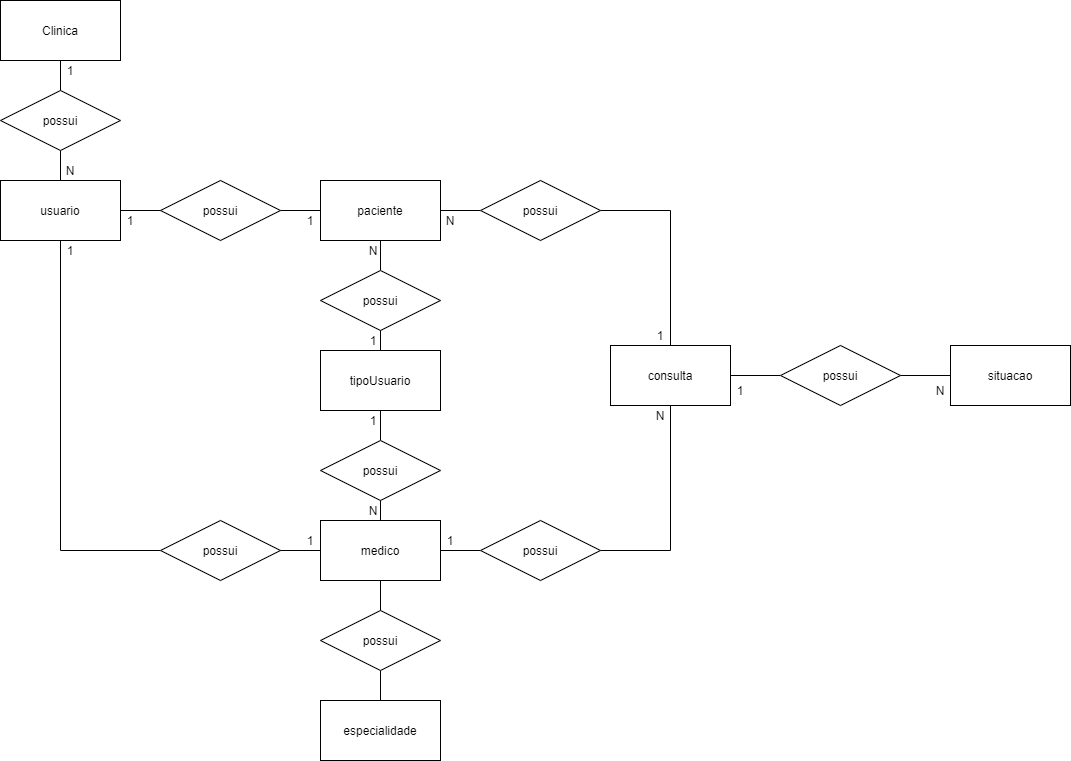 Clinica
1
possui
N
usuario
1
possui
1
paciente
N
possui
1
N
possui
1
1
tipoUsuario
consulta
1
possui
N
situacao
1
N
possui
N
possui
1
medico
1
possui
possui
especialidade